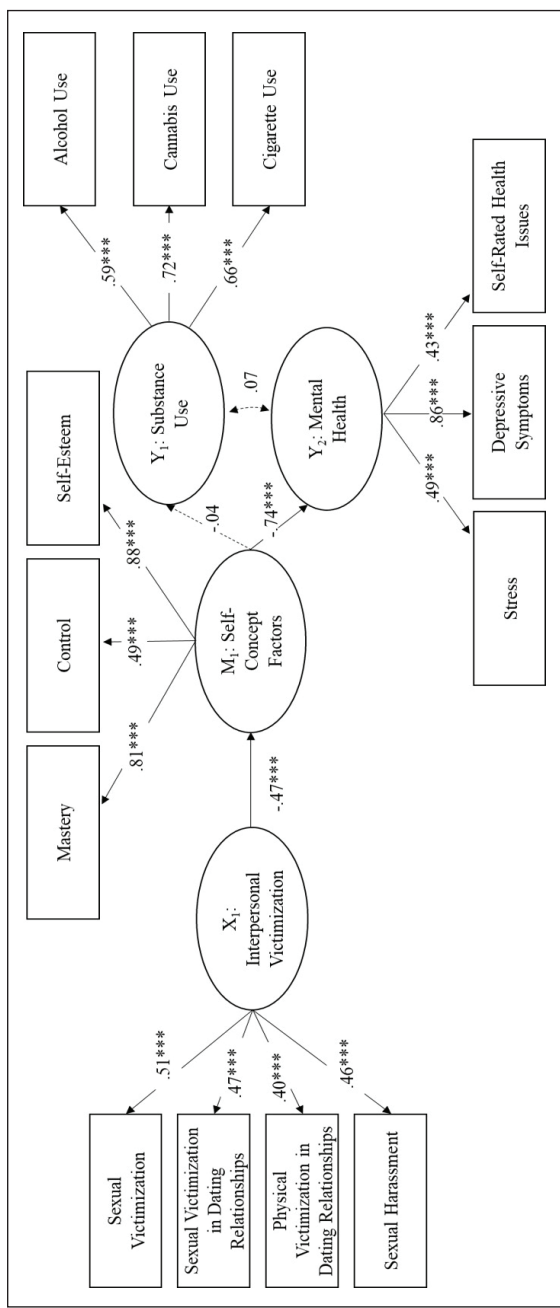 Sexual
Victimization
Sexual Victimization
in Dating
Relationships
Physical
Victimization in
Dating Relationships
Sexual Harassment
.51***
.47***
.40***
.46***
X₁:
Interpersonal
Victimization
-.47***
Mastery
Control
Self-Esteem
.81***
.49***
.88***
M₁: Self-
Concept
Factors
-.04
-.74***
Y₁: Substance
Use
.07
Y₂: Mental
Health
.59***
.72***
.66***
Alcohol Use
Cannabis Use
Cigarette Use
.49***
.86***
.43***
Stress
Depressive
Symptoms
Self-Rated Health
Issues